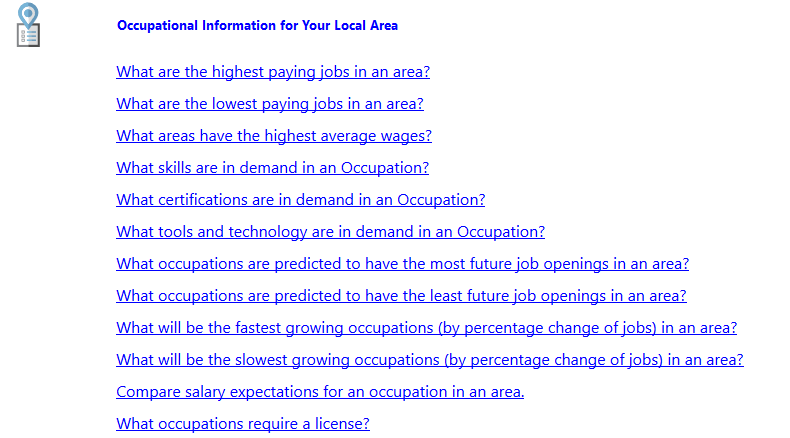 Occupational Information for Your Local Area
What are the highest paying jobs in an area?
What are the lowest paying jobs in an area?
What areas have the highest average wages?
What skills are in demand in an Occupation?
What certifications are in demand in an Occupation?
What tools and technology are in demand in an Occupation?
What occupations are predicted to have the most future job openings in an area?
What occupations are predicted to have the least future job openings in an area?
What will be the fastest growing occupations (by percentage change of jobs) in an area?
What will be the slowest growing occupations (by percentage change of jobs) in an area?
Compare salary expectations for an occupation in an area.
What occupations require a license?